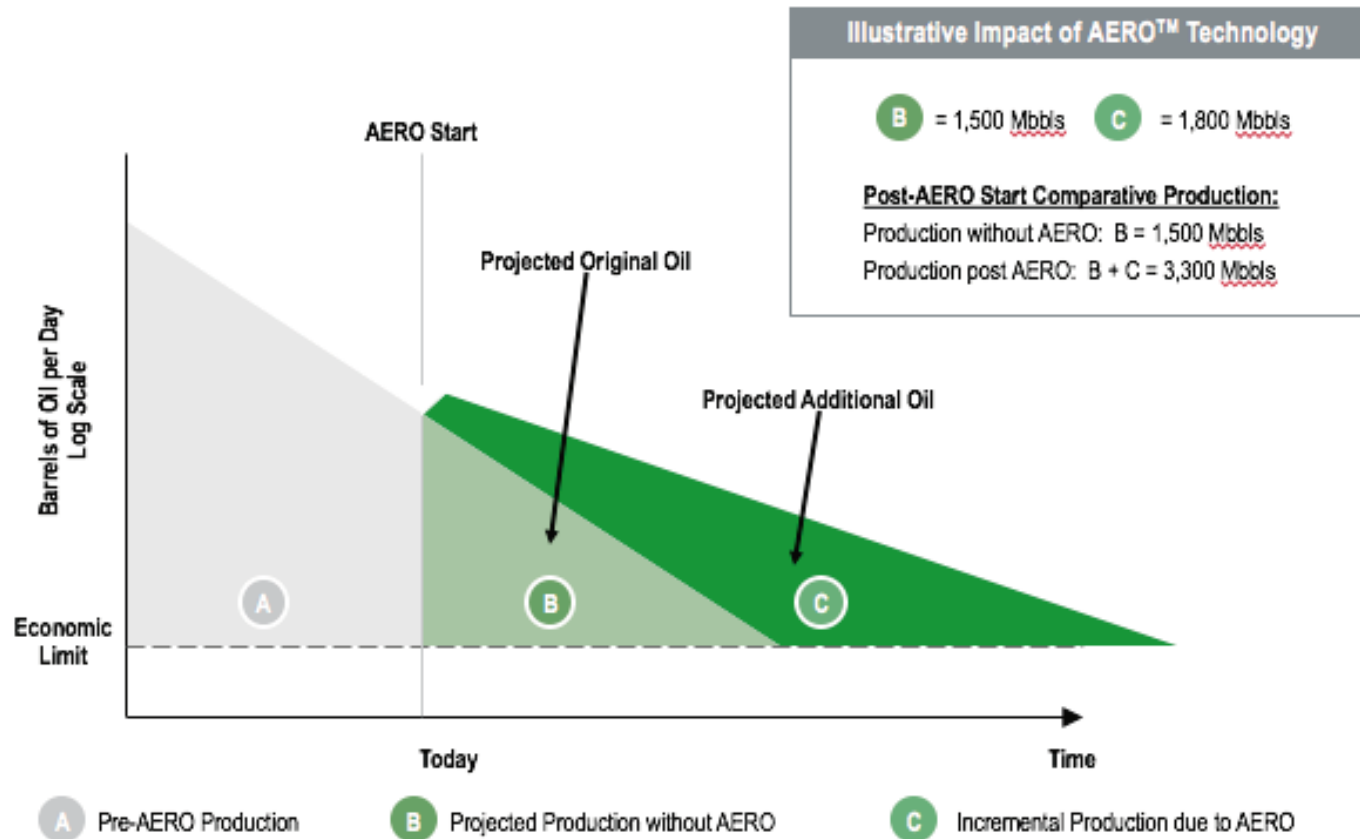 Illustrative Impact of AERO™ Technology
B = 1,500 Mbbls C = 1,800 Mbbls
Post-AERO Start Comparative Production:
Production without AERO: B = 1,500 Mbbls
Production post AERO: B + C = 3,300 Mbbls
AERO Start
Projected Original Oil
Projected Additional Oil
Barrels of Oil per Day
Log Scale
A
B
C
Economic
Limit
Today
Time
A Pre-AERO Production
B Projected Production without AERO
C Incremental Production due to AERO